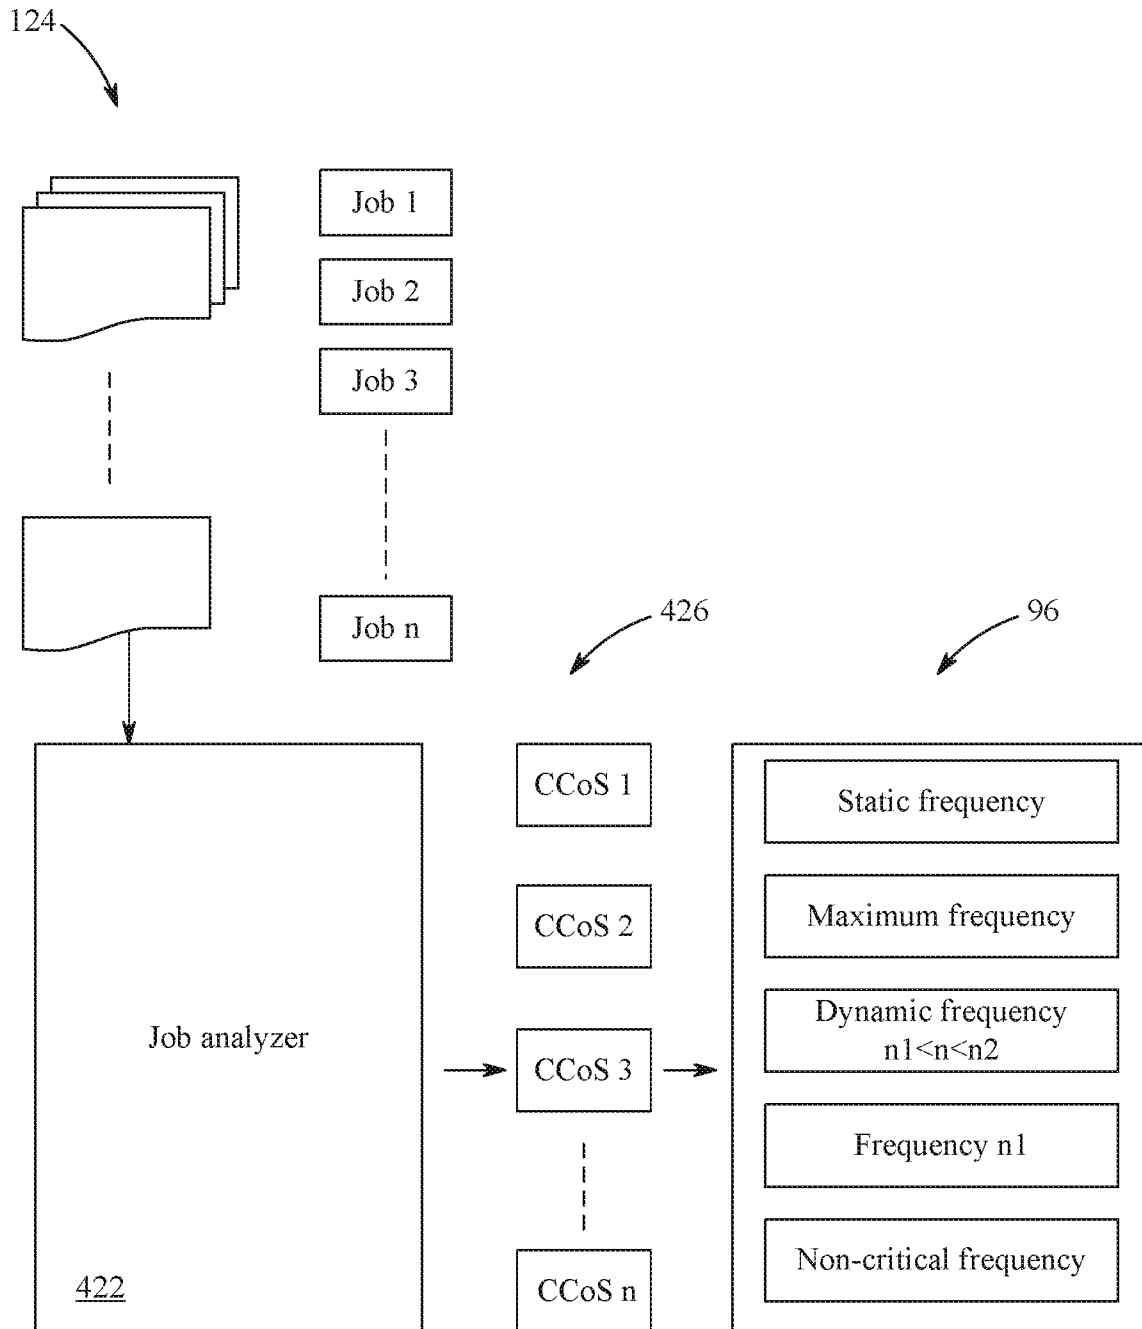 124
Job 1
Job 2
Job 3
Job n
426
96
CCoS 1
Static frequency
CCoS 2
Maximum frequency
Job analyzer
CCoS 3
Dynamic frequency
n1<n<n2
Frequency n1
422
CCoS n
Non-critical frequency